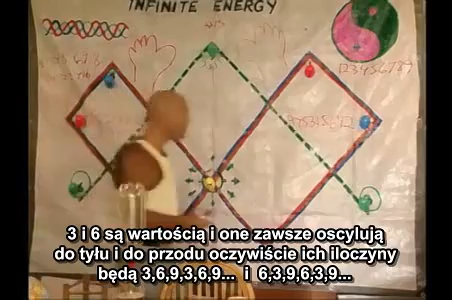 INFINITE ENERGY
123456789
3 i 6 są wartością i one zawsze oscylują
do tyłu i do przodu oczywiście ich iloczyny
będą 3,6,9,3,6,9... i 6,3,9,6,3,9...